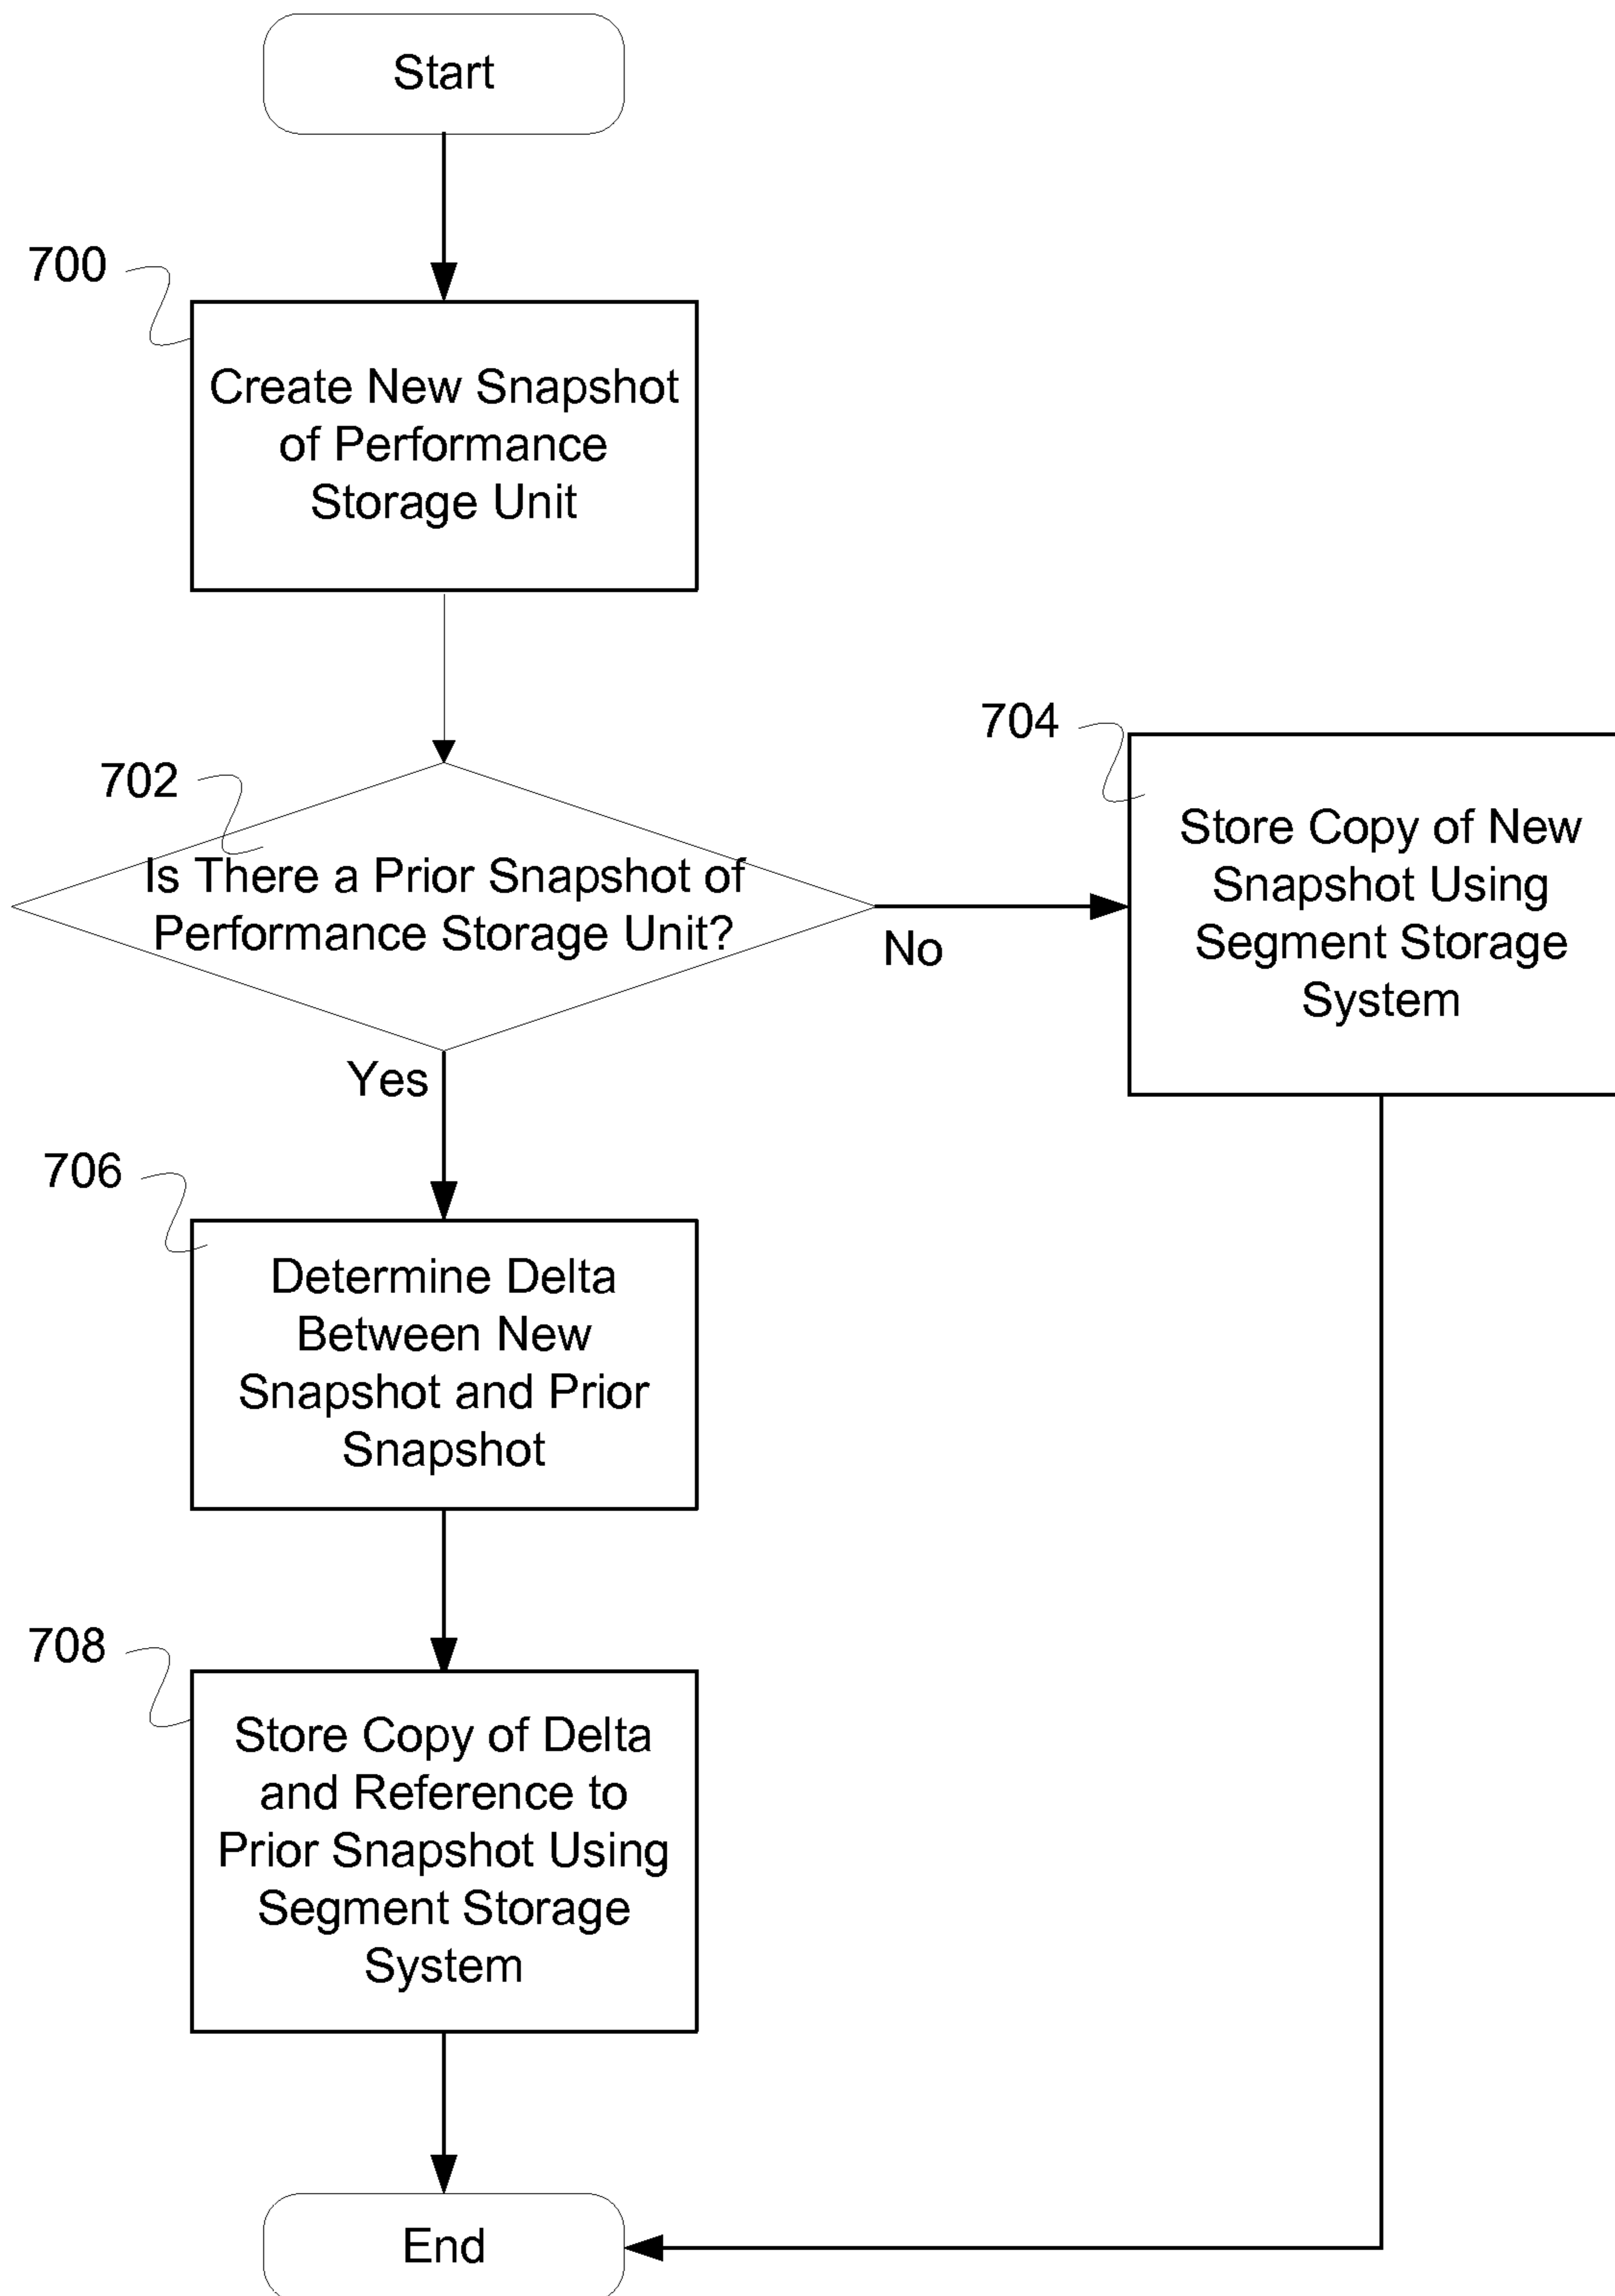 Start
700
Create New Snapshot
of Performance
Storage Unit
702
Is There a Prior Snapshot of
Performance Storage Unit?
No
Yes
704
Store Copy of New
Snapshot Using
Segment Storage
System
706
Determine Delta
Between New
Snapshot and Prior
Snapshot
708
Store Copy of Delta
and Reference to
Prior Snapshot Using
Segment Storage
System
End